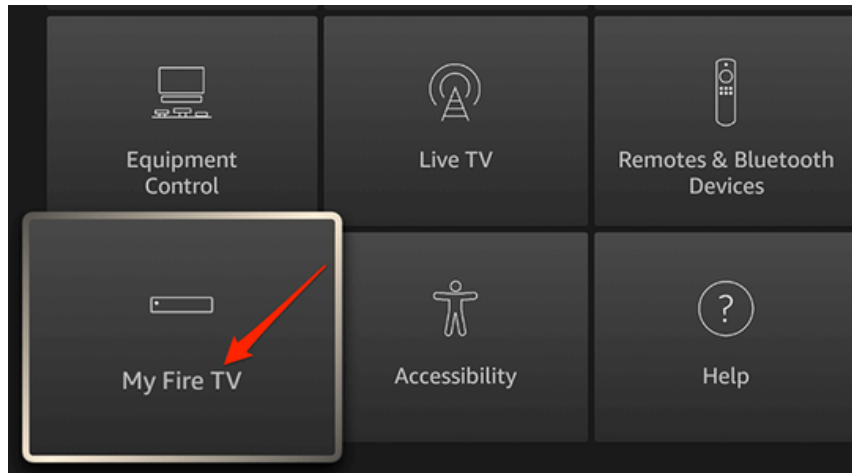 Equipment
Control
Live TV
Remotes & Bluetooth
Devices
My Fire TV
Accessibility
?
Help